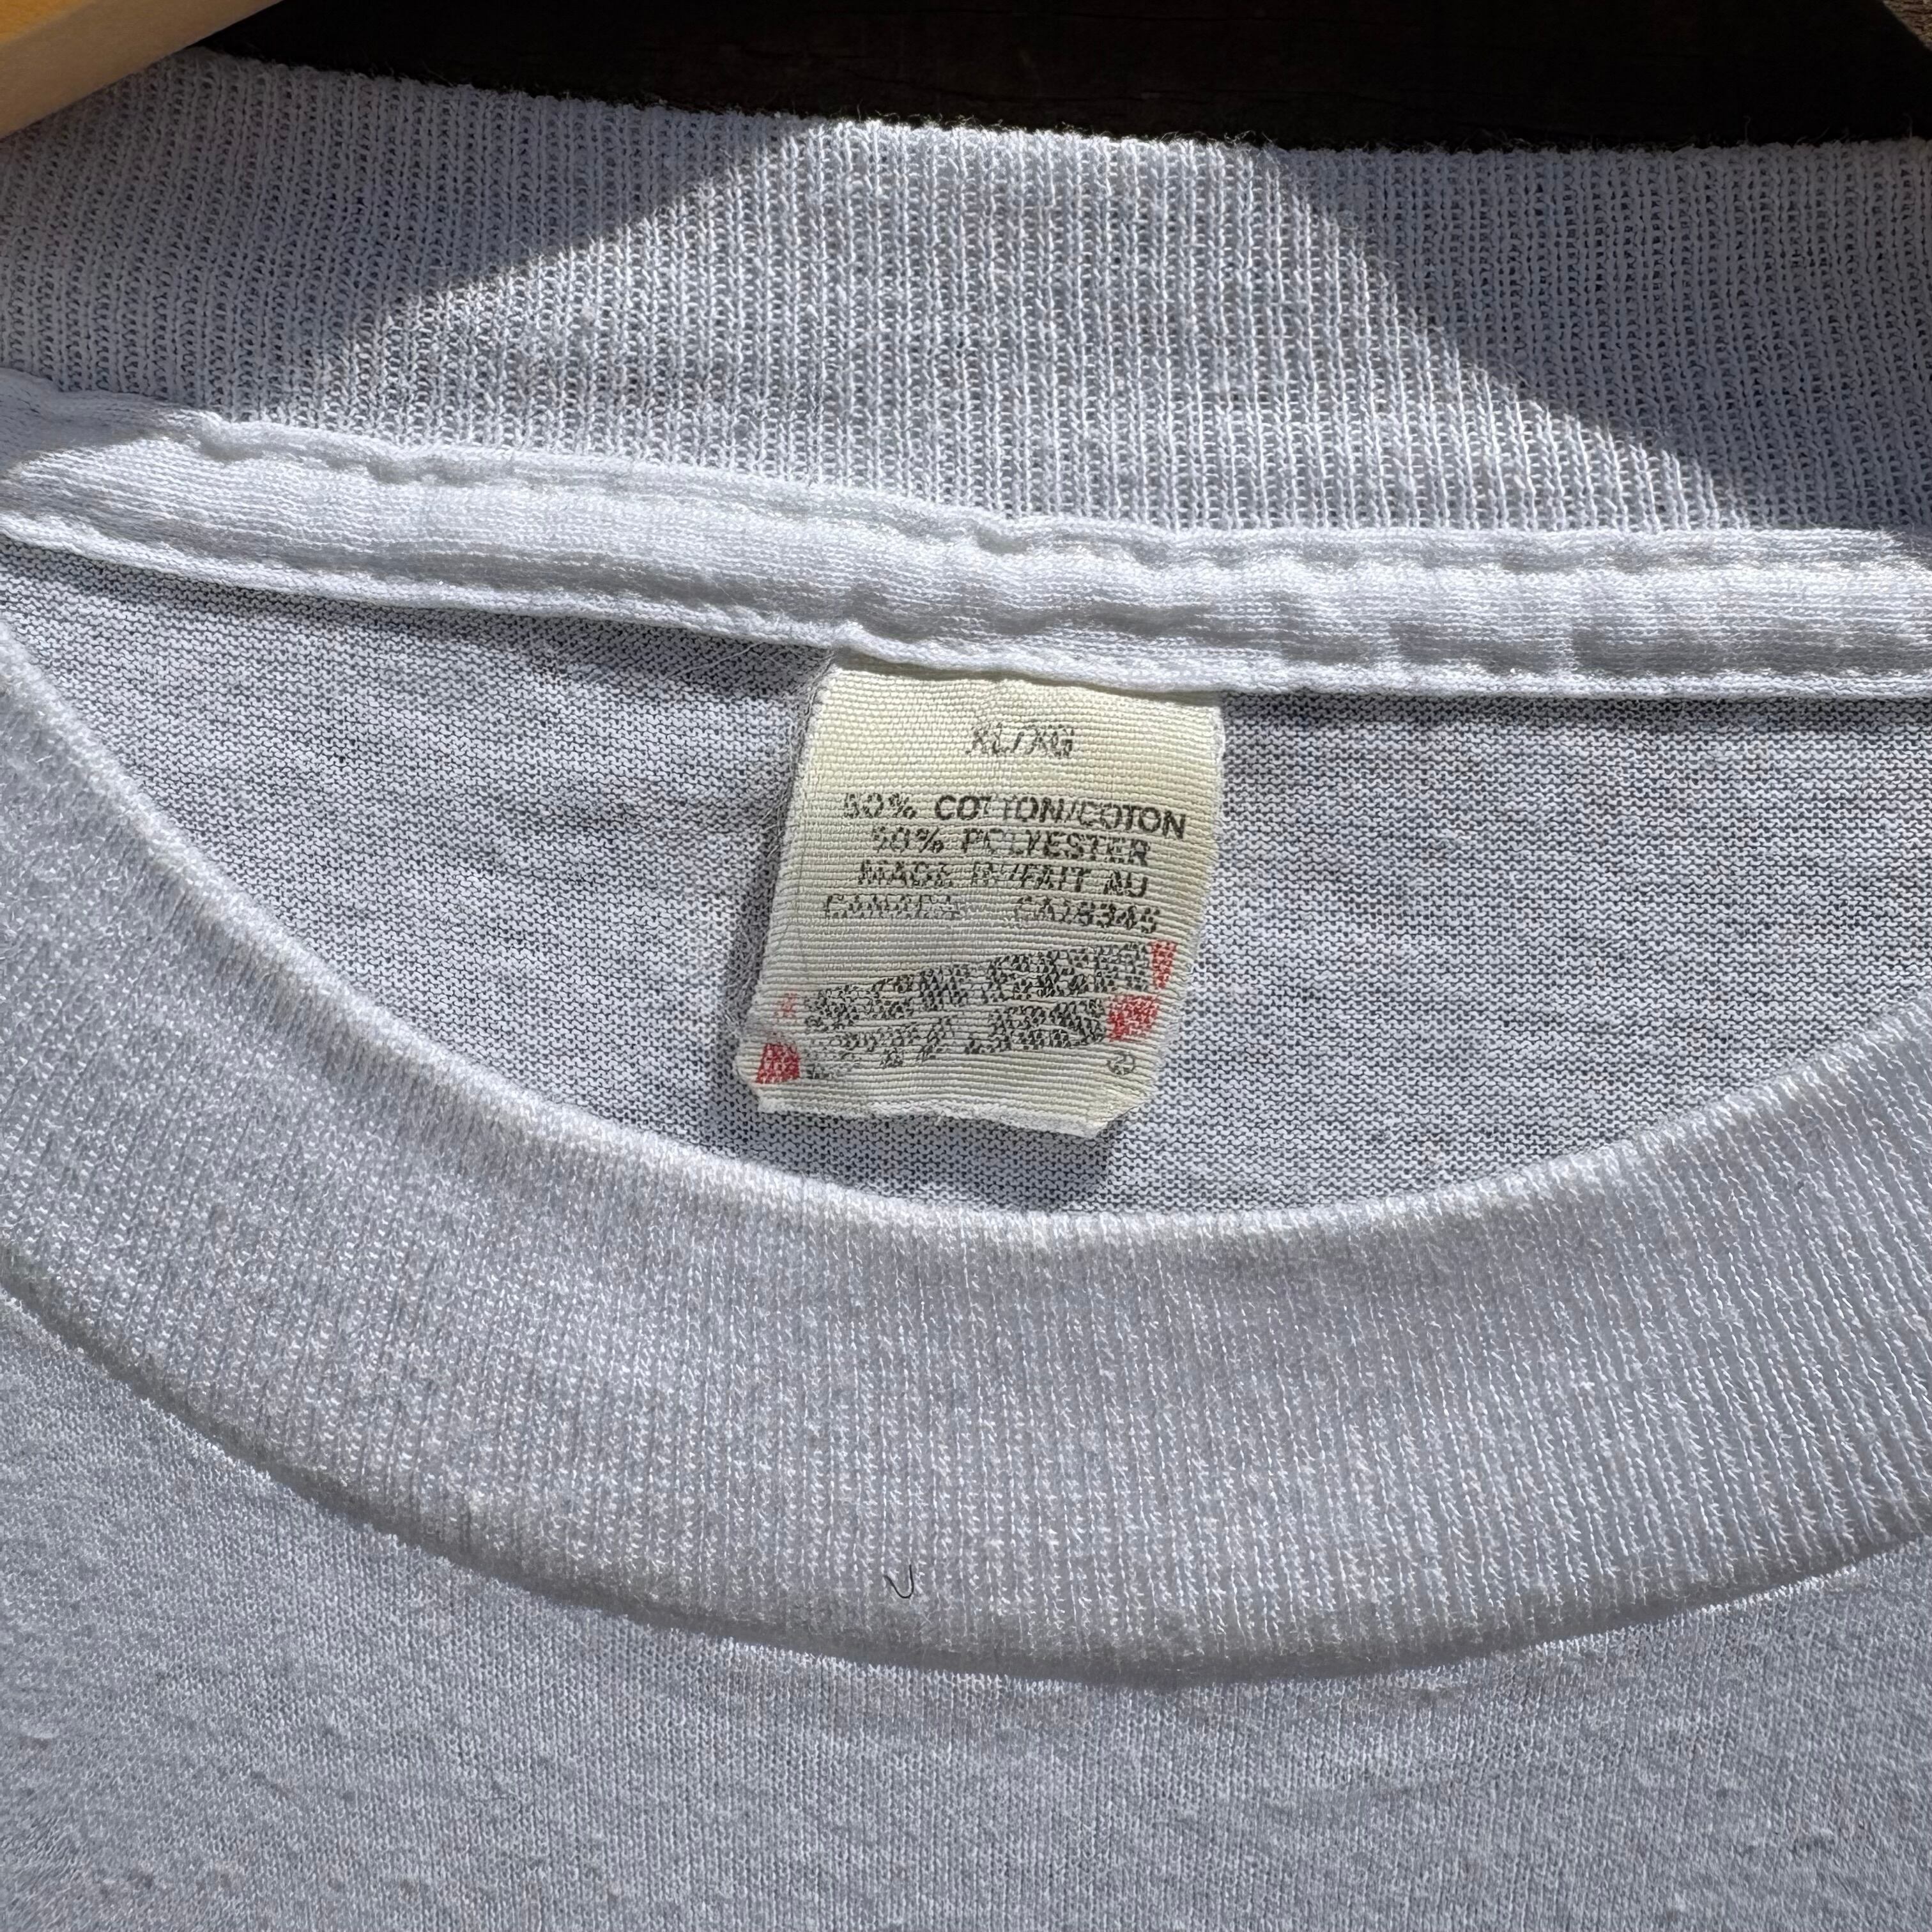 XL/XG
50% COTTON/COTON
50% POLYESTER
MADE IN/FAIT AU
CANADA CA18345